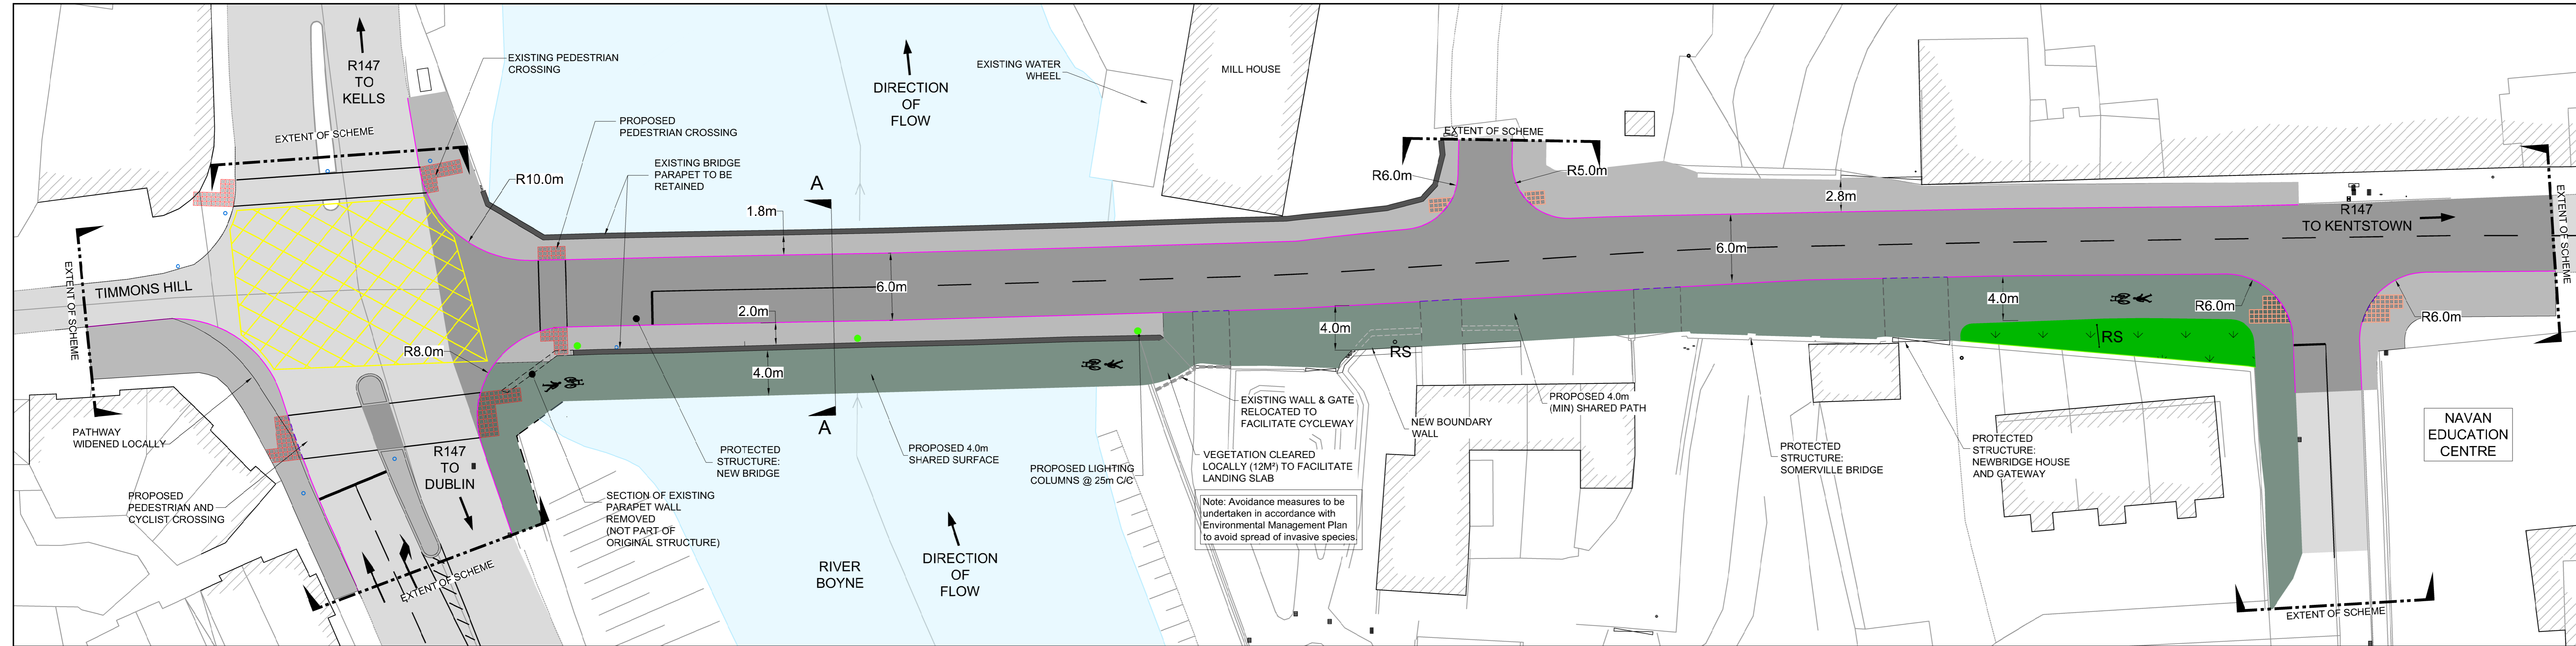 R147
TO
KELLS
EXTENT OF SCHEME
EXISTING PEDESTRIAN
CROSSING
PROPOSED
PEDESTRIAN CROSSING
EXISTING BRIDGE
PARAPET TO BE
RETAINED
R10.0m
DIRECTION
OF
FLOW
EXISTING WATER
WHEEL
MILL HOUSE
A
1.8m
EXTENT OF SCHEME
R6.0m
R5.0m
2.8m
R147
TO KENTSTOWN
EXTENT OF SCHEME
EXTENT OF SCHEME
TIMMONS HILL
6.0m
6.0m
2.0m
4.0m
4.0m
R6.0m
R6.0m
R8.0m
4.0m
RS
RS
A
PATHWAY
WIDENED LOCALLY
PROPOSED
PEDESTRIAN AND
CYCLIST CROSSING
R147
TO
DUBLIN
EXTENT OF SCHEME
SECTION OF EXISTING
PARAPET WALL
REMOVED
(NOT PART OF
ORIGINAL STRUCTURE)
PROTECTED
STRUCTURE:
NEW BRIDGE
PROPOSED 4.0m
SHARED SURFACE
RIVER
BOYNE
DIRECTION
OF
FLOW
PROPOSED LIGHTING
COLUMNS @ 25m C/C
EXISTING WALL & GATE
RELOCATED TO
FACILITATE CYCLEWAY
VEGETATION CLEARED
LOCALLY (12M²) TO FACILITATE
LANDING SLAB
Note: Avoidance measures to be
undertaken in accordance with
Environmental Management Plan
to avoid spread of invasive species.
NEW BOUNDARY
WALL
PROPOSED 4.0m
(MIN) SHARED PATH
PROTECTED
STRUCTURE:
SOMERVILLE BRIDGE
PROTECTED
STRUCTURE:
NEWBRIDGE HOUSE
AND GATEWAY
NAVAN
EDUCATION
CENTRE
EXTENT OF SCHEME